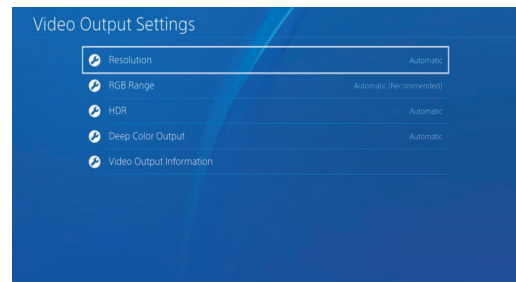 Video Output Settings
Resolution Automatic
RGB Range Automatic (Recommended)
HDR Automatic
Deep Color Output Automatic
Video Output Information